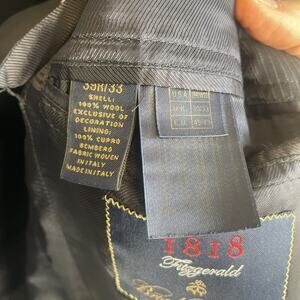 39R/33
SHELL:
100% WOOL
EXCLUSIVE OF
DECORATION
LINING:
100% CUPRO
BEMBERG
FABRIC WOVEN
IN ITALY
MADE IN ITALY
USA
U.K.
E.U.
1818
Fitzgerald